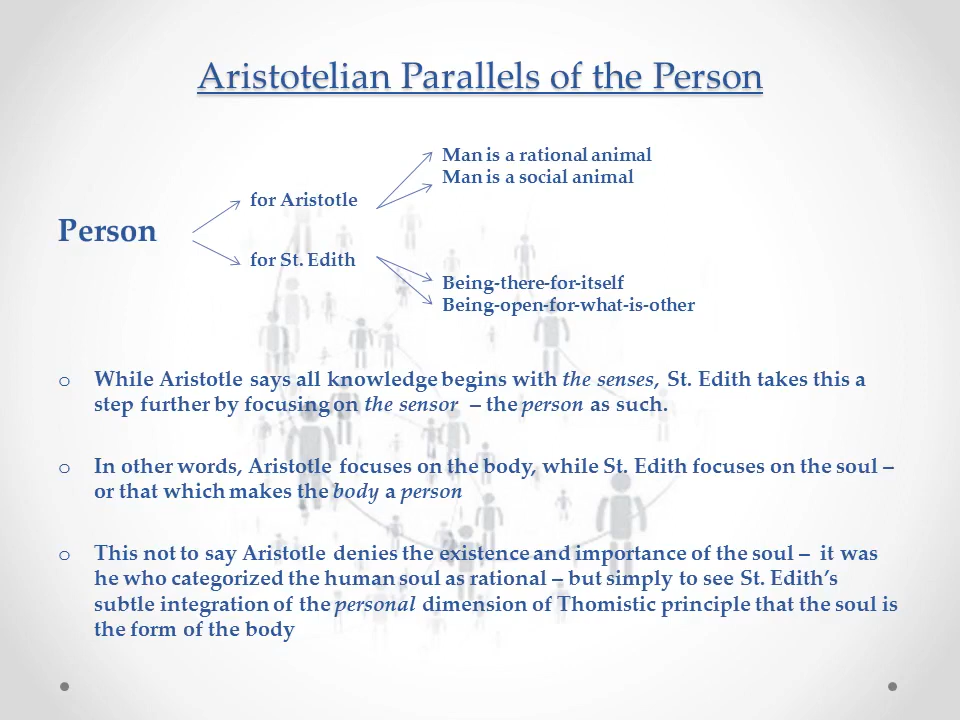 Aristotelian Parallels of the Person
Man is a rational animal
Man is a social animal
for Aristotle
Person
for St. Edith
Being-there-for-itself
Being-open-for-what-is-other
o While Aristotle says all knowledge begins with the senses, St. Edith takes this a
step further by focusing on the sensor – the person as such.
o In other words, Aristotle focuses on the body, while St. Edith focuses on the soul –
or that which makes the body a person
o This not to say Aristotle denies the existence and importance of the soul – it was
he who categorized the human soul as rational – but simply to see St. Edith’s
subtle integration of the personal dimension of Thomistic principle that the soul is
the form of the body